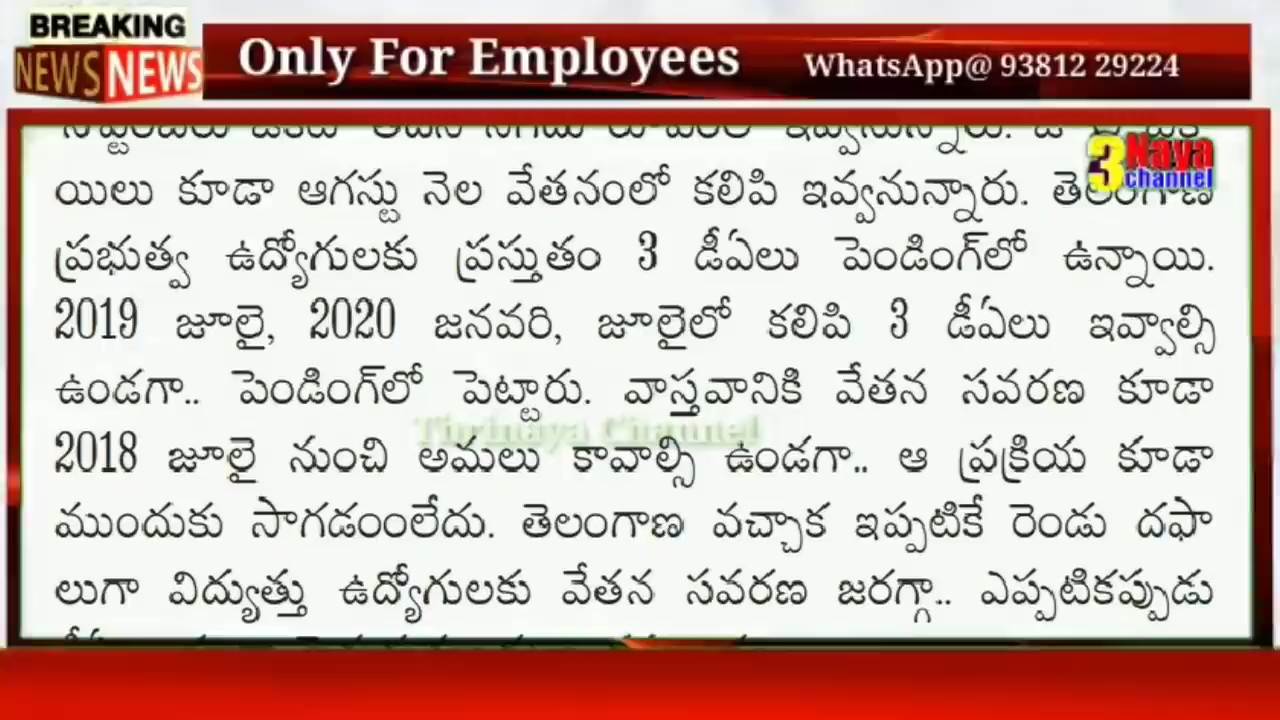 BREAKING
NEWS NEWS
Only For Employees
WhatsApp@ 93812 29224
3 Naya
channel
యిలు కూడా ఆగస్టు నెల వేతనంలో కలిపి ఇవ్వనున్నారు. తెలంగాణ
ప్రభుత్వ ఉద్యోగులకు ప్రస్తుతం 3 డీఏలు పెండింగ్‌లో ఉన్నాయి.
2019 జూలై, 2020 జనవరి, జూలైలో కలిపి 3 డీఏలు ఇవ్వాల్సి
ఉండగా.. పెండింగ్‌లో పెట్టారు. వాస్తవానికి వేతన సవరణ కూడా
Tirinaya Channel
2018 జూలై నుంచి అమలు కావాల్సి ఉండగా.. ఆ ప్రక్రియ కూడా
ముందుకు సాగడంంలేదు. తెలంగాణ వచ్చాక ఇప్పటికే రెండు దఫా
లుగా విద్యుత్తు ఉద్యోగులకు వేతన సవరణ జరగ్గా.. ఎప్పటికప్పుడు